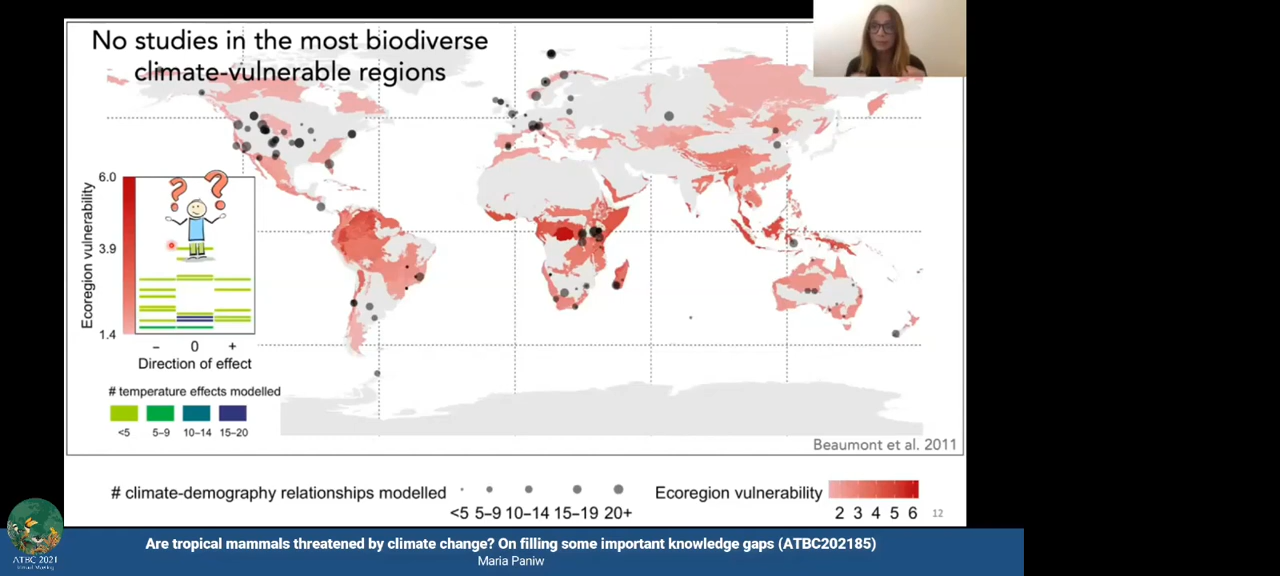 No studies in the most biodiverse
climate-vulnerable regions
? ?
6.0
3.9
1.4
Ecoregion vulnerability
– 0 +
Direction of effect
# temperature effects modelled
<5 5–9 10–14 15–20
Beaumont et al. 2011
# climate-demography relationships modelled
<5 5–9 10–14 15–19 20+
Ecoregion vulnerability
2 3 4 5 6
12
ATBC 2021
Are tropical mammals threatened by climate change? On filling some important knowledge gaps (ATBC202185)
Maria Paniw